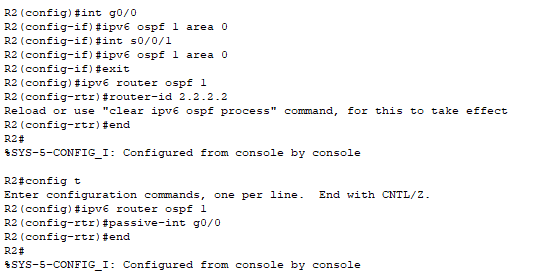 R2(config)#int g0/0
R2(config-if)#ipv6 ospf 1 area 0
R2(config-if)#int s0/0/1
R2(config-if)#ipv6 ospf 1 area 0
R2(config-if)#exit
R2(config)#ipv6 router ospf 1
R2(config-rtr)#router-id 2.2.2.2
Reload or use "clear ipv6 ospf process" command, for this to take effect
R2(config-rtr)#end
R2#
%SYS-5-CONFIG_I: Configured from console by console
R2#config t
Enter configuration commands, one per line.  End with CNTL/Z.
R2(config)#ipv6 router ospf 1
R2(config-rtr)#passive-int g0/0
R2(config-rtr)#end
R2#
%SYS-5-CONFIG_I: Configured from console by console